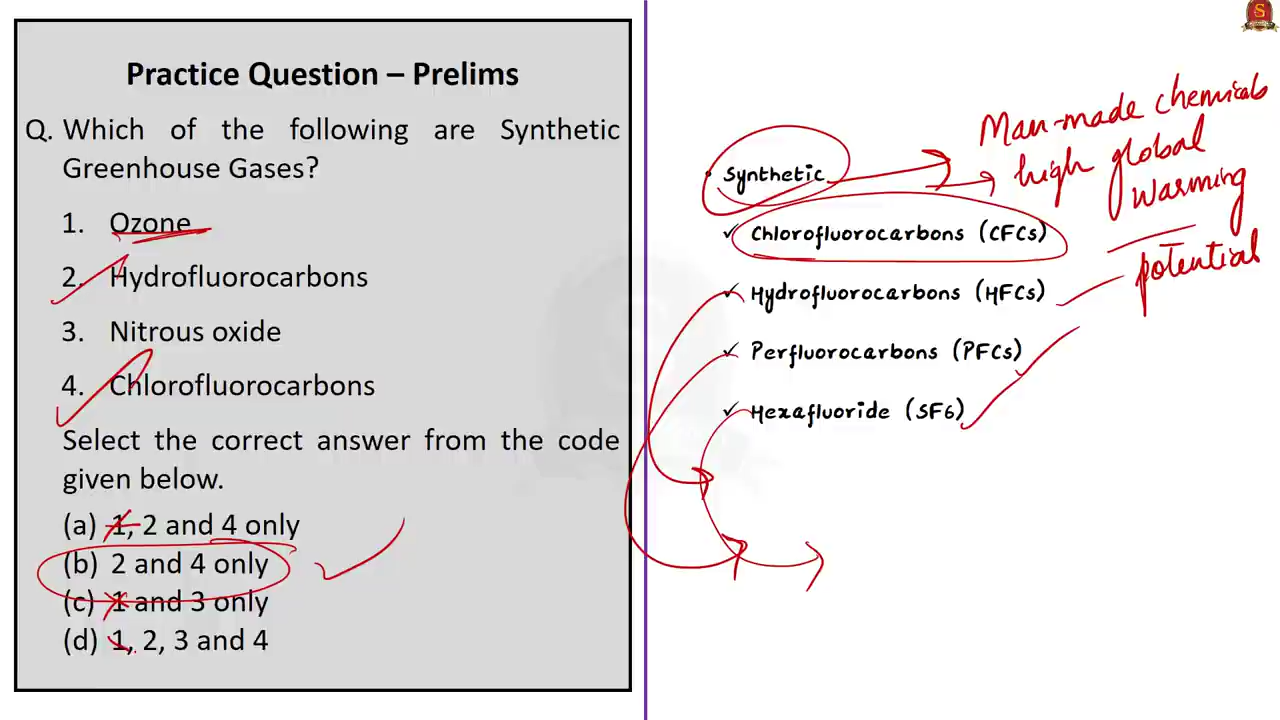 Practice Question – Prelims
Q. Which of the following are Synthetic
Greenhouse Gases?
1. Ozone
2. Hydrofluorocarbons
3. Nitrous oxide
4. Chlorofluorocarbons
Select the correct answer from the code
given below.
(a) 1, 2 and 4 only
(b) 2 and 4 only
(c) 1 and 3 only
(d) 1, 2, 3 and 4
Synthetic
✓ Chlorofluorocarbons (CFCs)
✓ Hydrofluorocarbons (HFCs)
✓ Perfluorocarbons (PFCs)
✓ Hexafluoride (SF6)
Man-made chemicals
high global
warming
potential
S